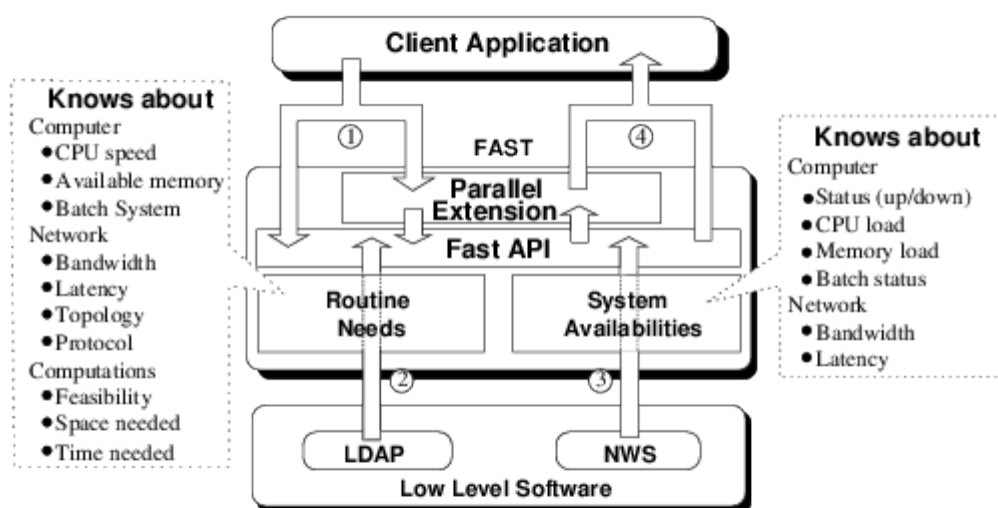 Client Application
Knows about
Computer
●CPU speed
●Available memory
●Batch System
Network
●Bandwidth
●Latency
●Topology
●Protocol
Computations
●Feasibility
●Space needed
●Time needed
1
4
FAST
Parallel
Extension
Fast API
Routine
Needs
System
Availabilities
2
3
LDAP
NWS
Low Level Software
Knows about
Computer
●Status (up/down)
●CPU load
●Memory load
●Batch status
Network
●Bandwidth
●Latency